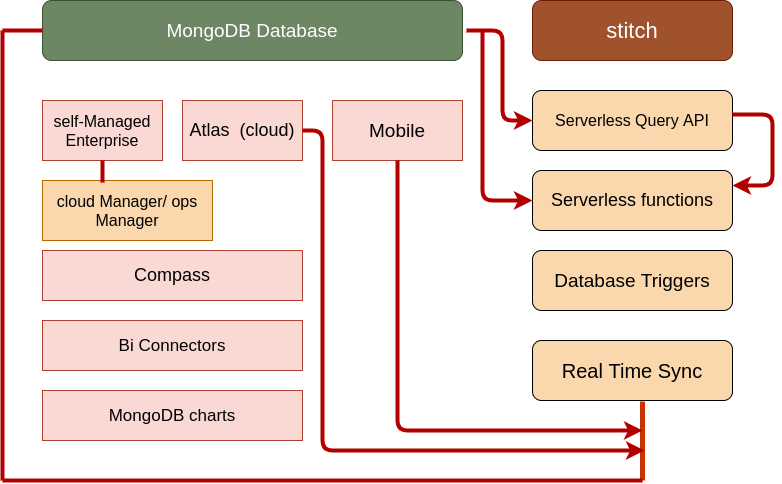 MongoDB Database
stitch
self-Managed
Enterprise
Atlas (cloud)
Mobile
Serverless Query API
cloud Manager/ ops
Manager
Serverless functions
Compass
Database Triggers
Bi Connectors
Real Time Sync
MongoDB charts